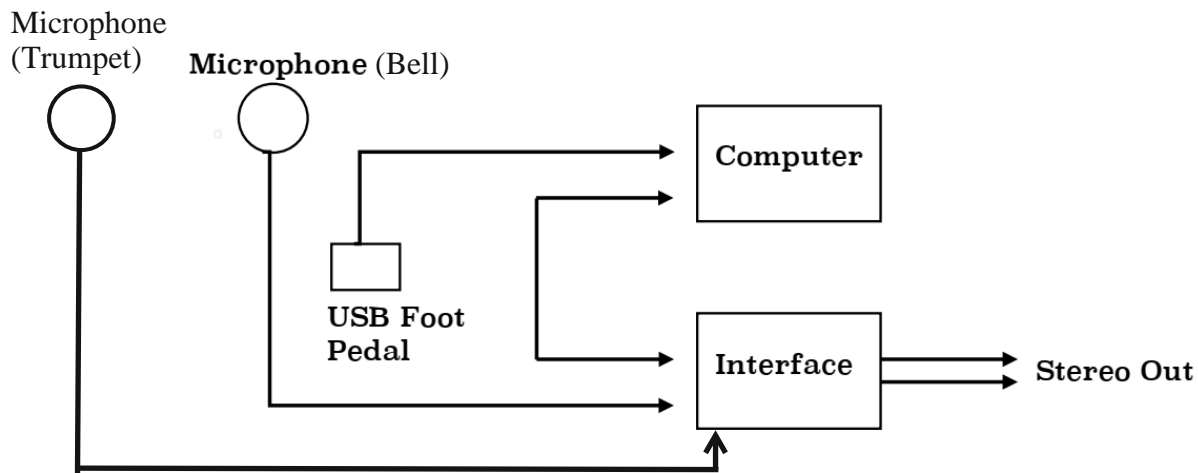 Microphone
(Trumpet)
Microphone (Bell)
Computer
USB Foot
Pedal
Interface
Stereo Out